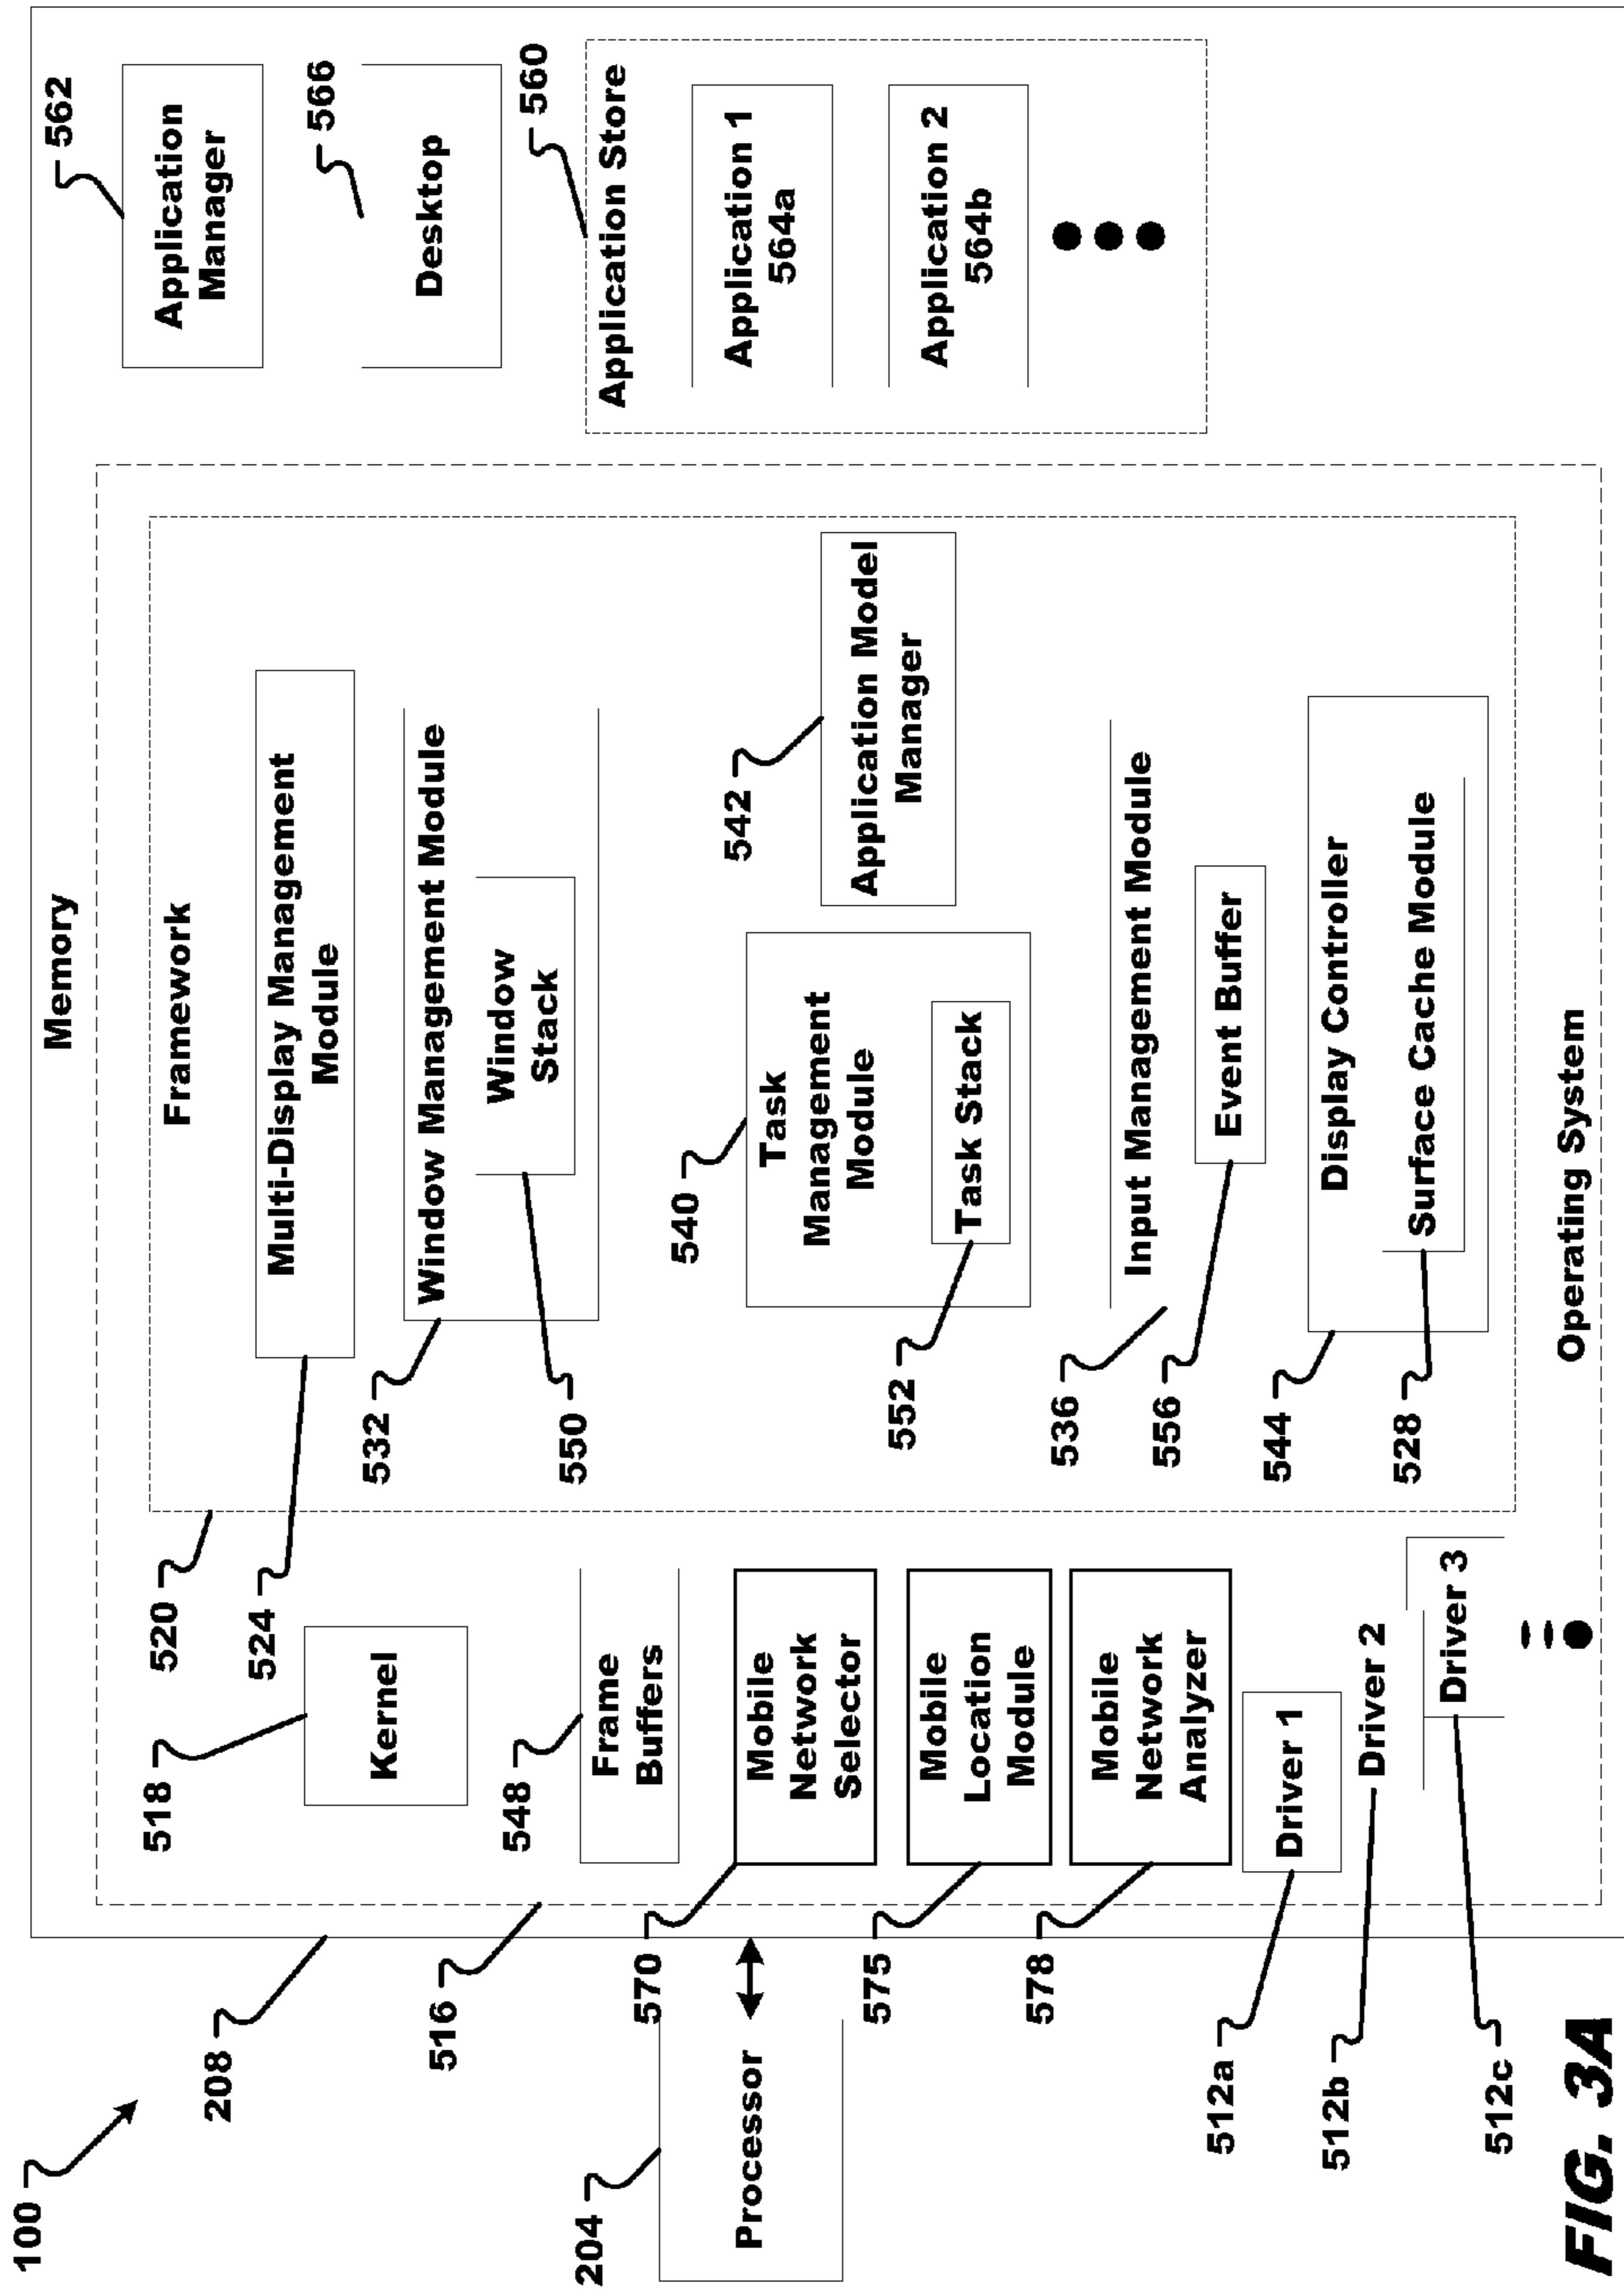 100
208
Memory
516
520
Framework
518
Kernel
524
Multi-Display Management
Module
532
Window Management Module
550
Window
Stack
548
Frame
Buffers
570
Mobile
Network
Selector
575
Mobile
Location
Module
578
Mobile
Network
Analyzer
204
Processor
540
Task
Management
Module
552
Task Stack
542
Application Model
Manager
536
Input Management Module
556
Event Buffer
544
Display Controller
528
Surface Cache Module
512a
Driver 1
512b
Driver 2
512c
Driver 3
Operating System
562
Application
Manager
566
Desktop
560
Application Store
Application 1
564a
Application 2
564b
FIG. 3A